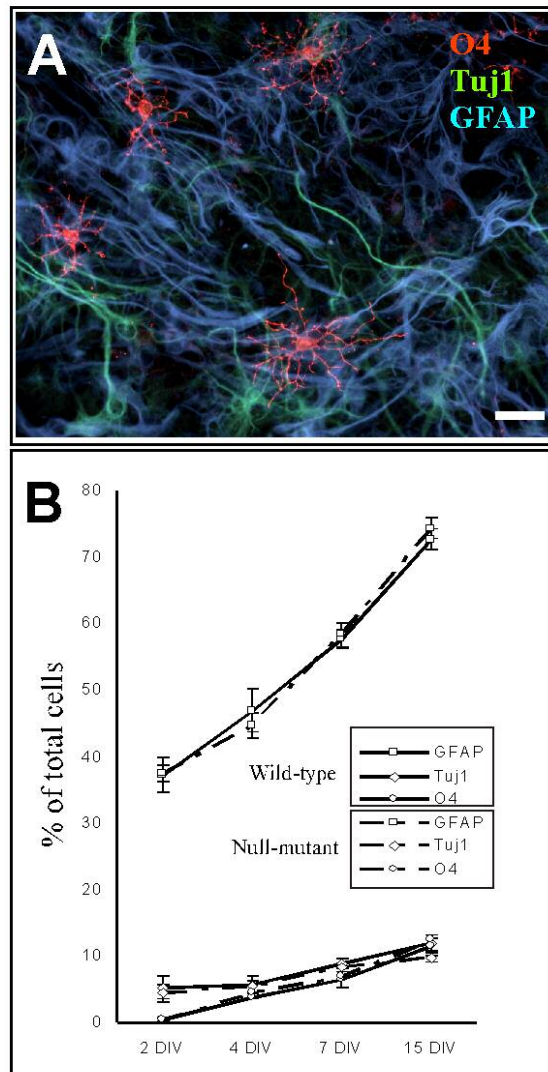 A
O4
Tuj1
GFAP
B
80
70
60
50
40
30
20
10
0
% of total cells
Wild-type
GFAP
Tuj1
O4
Null-mutant
GFAP
Tuj1
O4
2 DIV 4 DIV 7 DIV 15 DIV